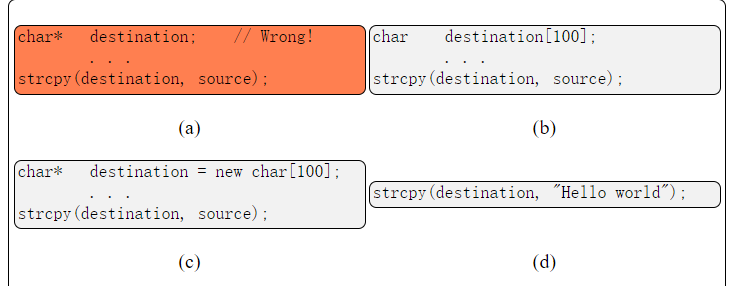 char*   destination;    // Wrong!
. . .
strcpy(destination, source);
(a)
char    destination[100];
. . .
strcpy(destination, source);
(b)
char*   destination = new char[100];
. . .
strcpy(destination, source);
(c)
strcpy(destination, "Hello world");
(d)